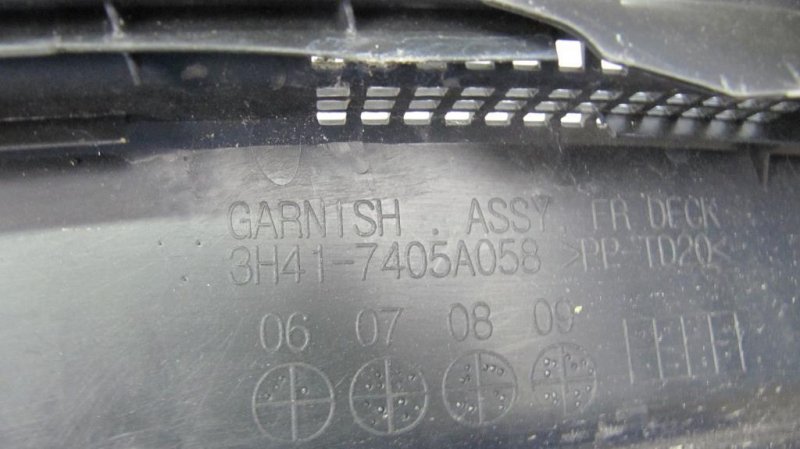 GARNISH . ASSY, FR DECK
3H41-7405A058 >PP-TD20<
06 07 08 09